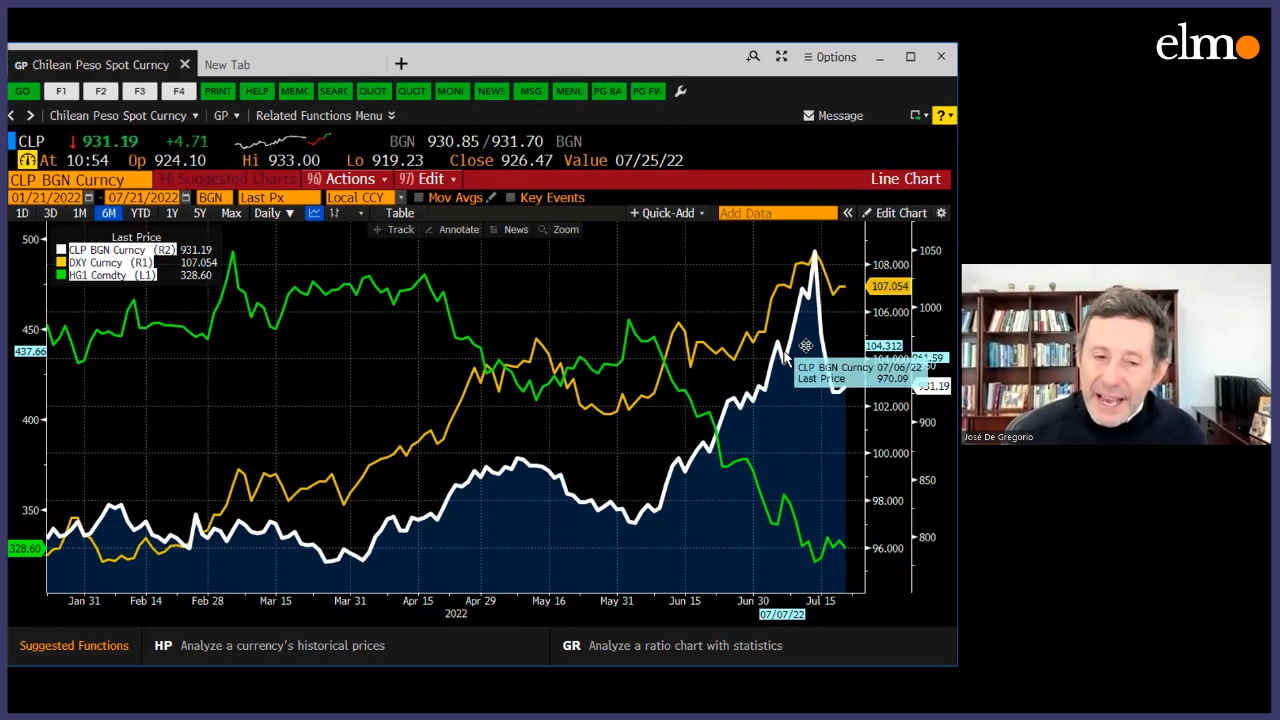 elmo
GP Chilean Peso Spot Curncy
New Tab
Options
GO F1 F2 F3 F4 PRINT HELP MEMC SEARC QUOT QUOT MONI NEWS MSG MENU PG BA PG FW
Chilean Peso Spot Curncy GP Related Functions Menu
Message
CLP 931.19 +4.71 BGN 930.85/931.70 BGN
At 10:54 Op 924.10 Hi 933.00 Lo 919.23 Close 926.47 Value 07/25/22
CLP BGN Curncy Suggested Charts 96) Actions 97) Edit Line Chart
01/21/2022 - 07/21/2022 BGN Last Px Local CCY Mov Avgs Key Events
1D 3D 1M 6M YTD 1Y 5Y Max Daily Table + Quick-Add Add Data « Edit Chart
Track Annotate News Zoom
Last Price
CLP BGN Curncy (R2) 931.19
DXY Curncy (R1) 107.054
HG1 Comdty (L1) 328.60
500
450
437.66
400
350
328.60
108.000
107.054
106.000
104.312
104.000
102.000
100.000
98.000
96.000
1050
1000
961.59
931.19
900
850
800
CLP BGN Curncy 07/06/22
Last Price 970.09
José De Gregorio
Jan 31 Feb 14 Feb 28 Mar 15 Mar 31 Apr 15 Apr 29 May 16 May 31 Jun 15 Jun 30 Jul 15
2022
07/07/22
Suggested Functions HP Analyze a currency's historical prices GR Analyze a ratio chart with statistics